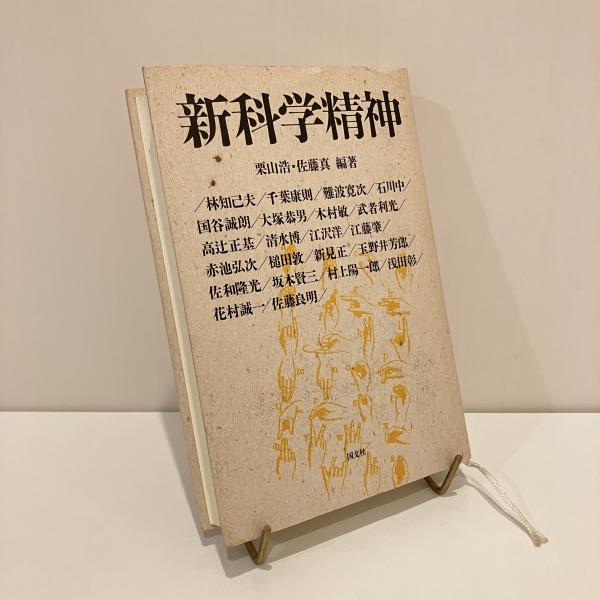 新科学精神
栗山浩・佐藤真 編著
／林知己夫／千葉康則／難波寛次／石川中／
国谷誠朗／大塚恭男／木村敏／武者利光／
高辻正基／清水博／江沢洋／江藤肇／
赤池弘次／槌田敦／新見正／玉野井芳郎／
佐和隆光／坂本賢三／村上陽一郎／浅田彰／
花村誠一／佐藤良明／
国文社